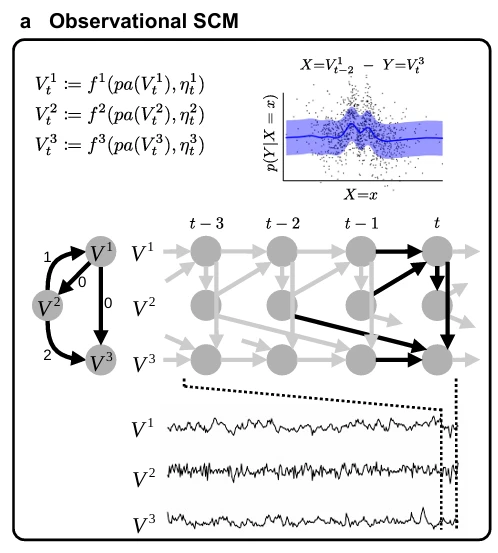 a Observational SCM
V_t^1 := f^1(pa(V_t^1), η_t^1)
V_t^2 := f^2(pa(V_t^2), η_t^2)
V_t^3 := f^3(pa(V_t^3), η_t^3)
X=V_{t-2}^1 − Y=V_t^3
p(Y|X = x)
X=x
t − 3 t − 2 t − 1 t
1 V^1 V^1
0
V^2 0 V^2
2 V^3 V^3
V^1
V^2
V^3